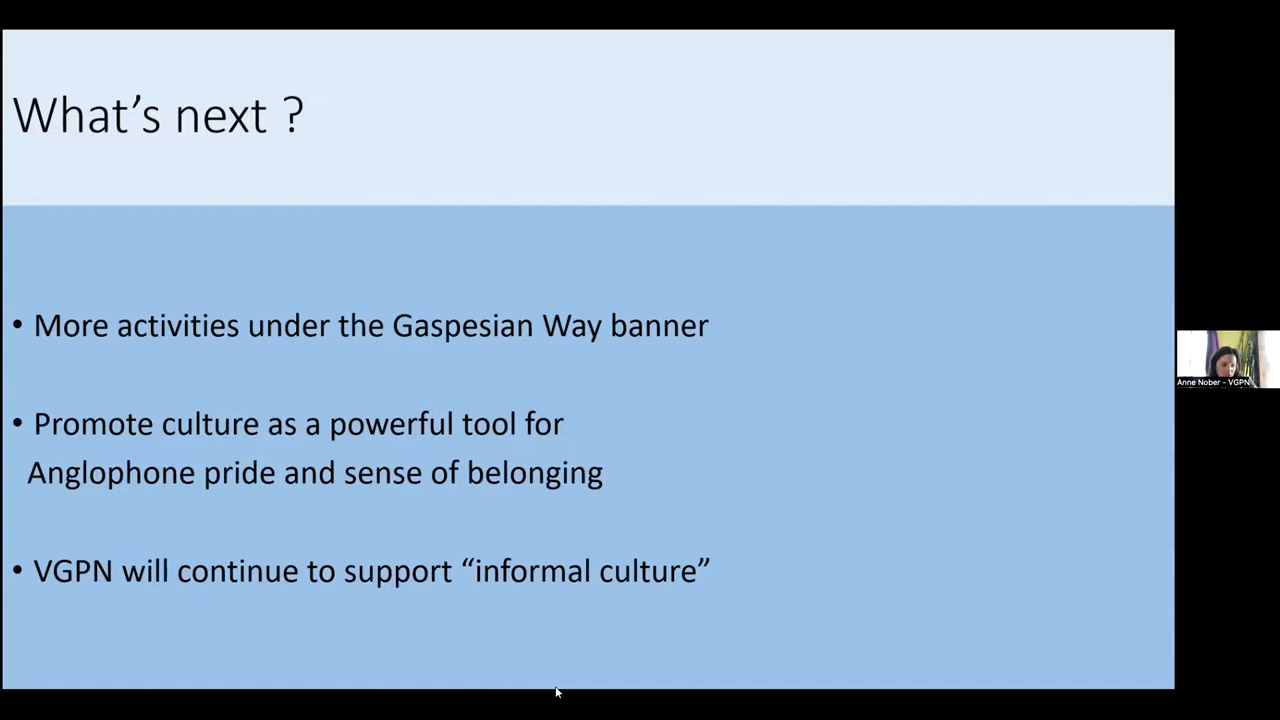 What’s next ?
• More activities under the Gaspesian Way banner
• Promote culture as a powerful tool for
Anglophone pride and sense of belonging
• VGPN will continue to support “informal culture”
Anne Nober - VGPN